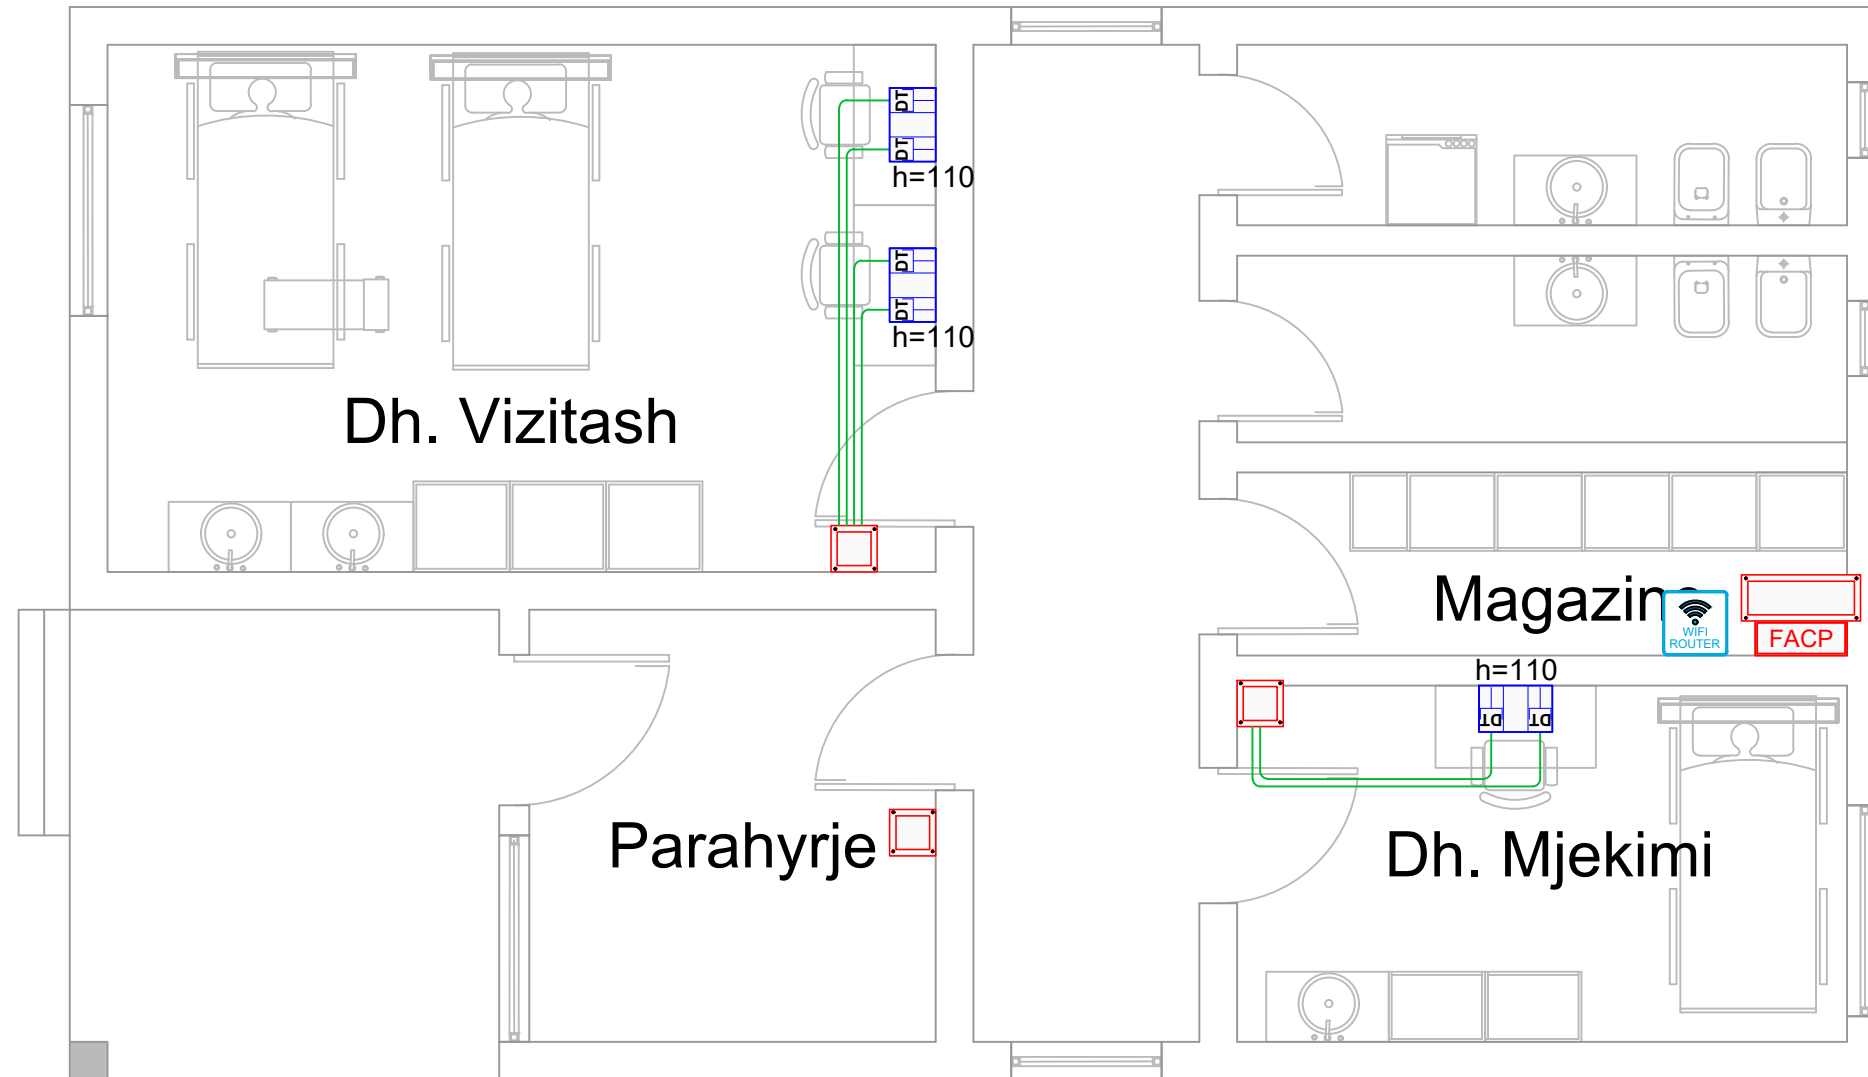 DT
DT
h=110
DT
DT
h=110
Dh. Vizitash
Magazine
WIFI
ROUTER
FACP
h=110
DT
DT
Parahyrje
Dh. Mjekimi